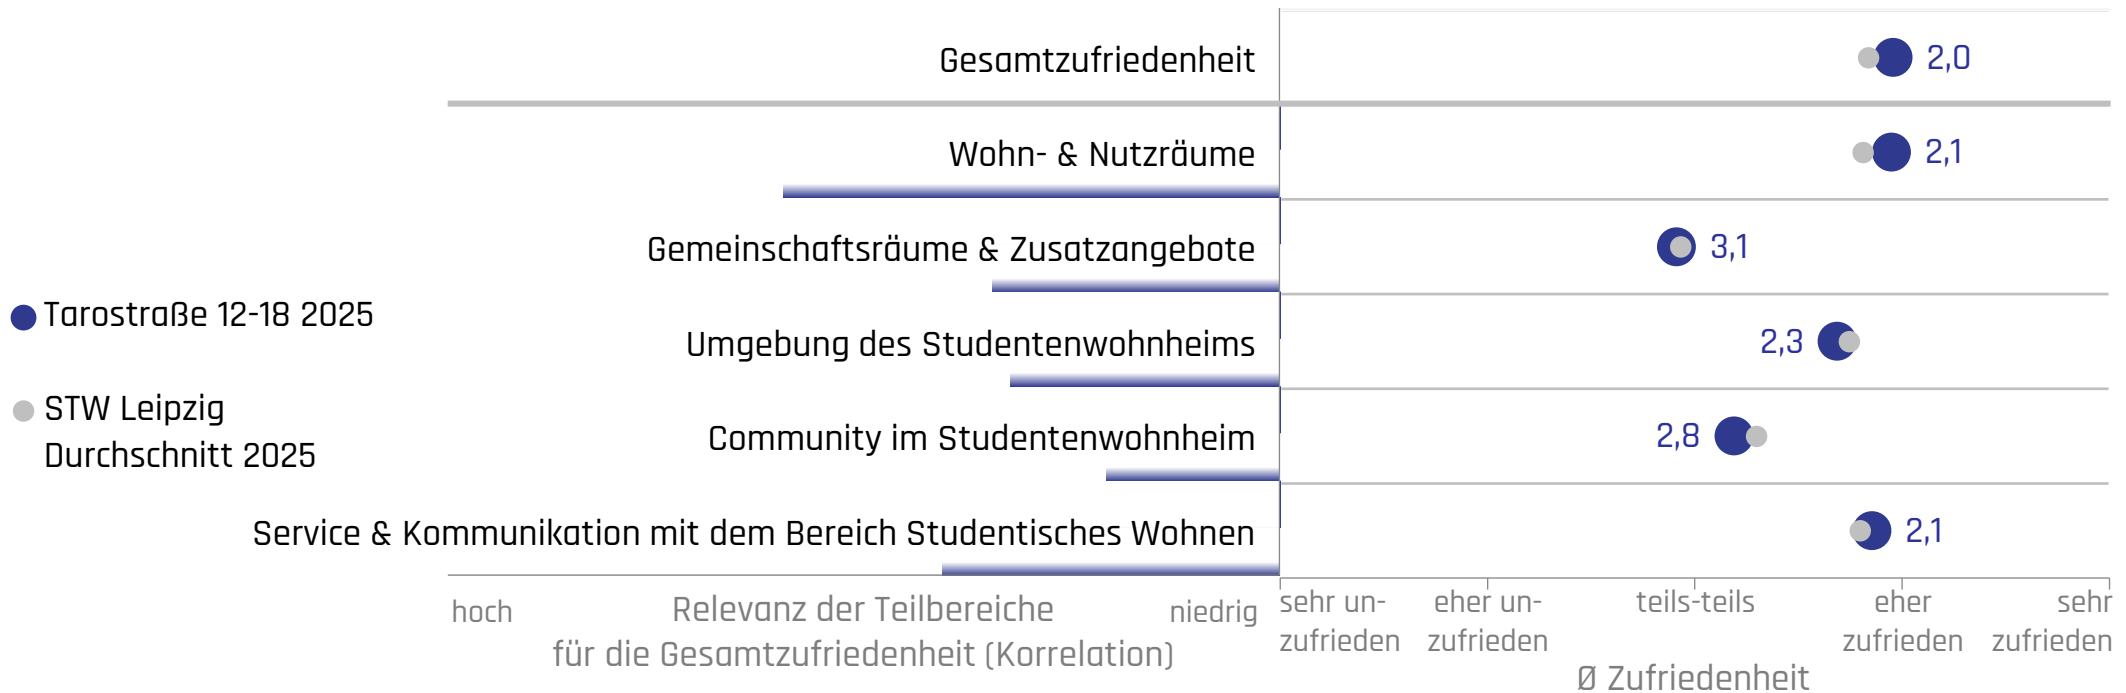 Gesamtzufriedenheit
2,0
Wohn- & Nutzräume
2,1
Gemeinschaftsräume & Zusatzangebote
3,1
Tarostraße 12-18 2025
Umgebung des Studentenwohnheims
2,3
STW Leipzig
Durchschnitt 2025
Community im Studentenwohnheim
2,8
Service & Kommunikation mit dem Bereich Studentisches Wohnen
2,1
hoch
Relevanz der Teilbereiche
für die Gesamtzufriedenheit (Korrelation)
niedrig
sehr un-
zufrieden
eher un-
zufrieden
teils-teils
eher
zufrieden
sehr
zufrieden
Ø Zufriedenheit